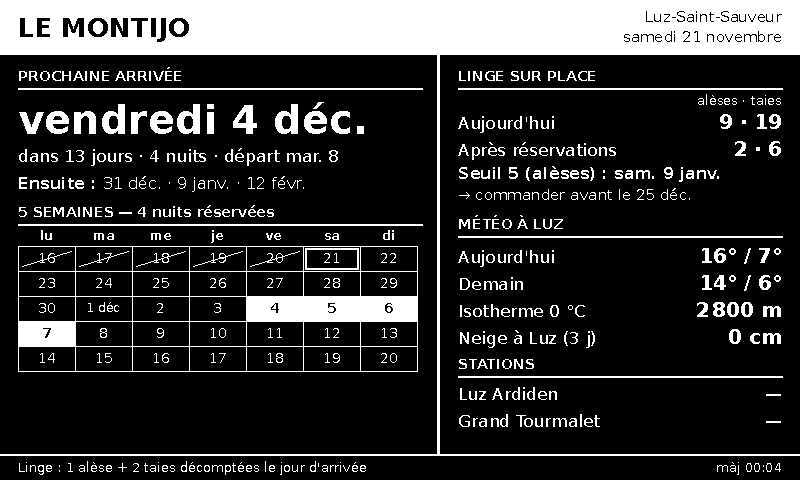 LE MONTIJO
Luz-Saint-Sauveur
samedi 21 novembre
PROCHAINE ARRIVÉE
vendredi 4 déc.
dans 13 jours · 4 nuits · départ mar. 8
Ensuite : 31 déc. · 9 janv. · 12 févr.
5 SEMAINES — 4 nuits réservées
lu ma me je ve sa di
16 17 18 19 20 21 22
23 24 25 26 27 28 29
30 1 déc 2 3 4 5 6
7 8 9 10 11 12 13
14 15 16 17 18 19 20
LINGE SUR PLACE
alèses · taies
Aujourd'hui 9 · 19
Après réservations 2 · 6
Seuil 5 (alèses) : sam. 9 janv.
→ commander avant le 25 déc.
MÉTÉO À LUZ
Aujourd'hui 16° / 7°
Demain 14° / 6°
Isotherme 0 °C 2800 m
Neige à Luz (3 j) 0 cm
STATIONS
Luz Ardiden —
Grand Tourmalet —
Linge : 1 alèse + 2 taies décomptées le jour d'arrivée
màj 00:04